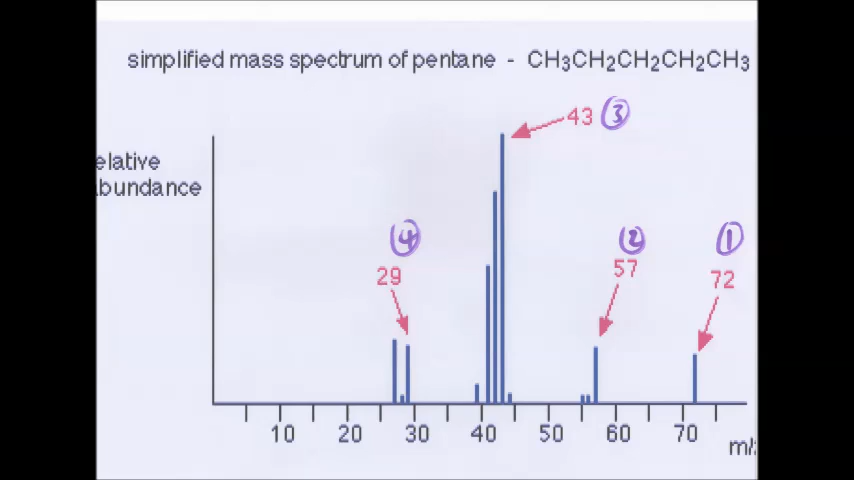 simplified mass spectrum of pentane - CH3CH2CH2CH2CH3
43 ③
elative
abundance
④
②
①
29
57
72
10 20 30 40 50 60 70
m/